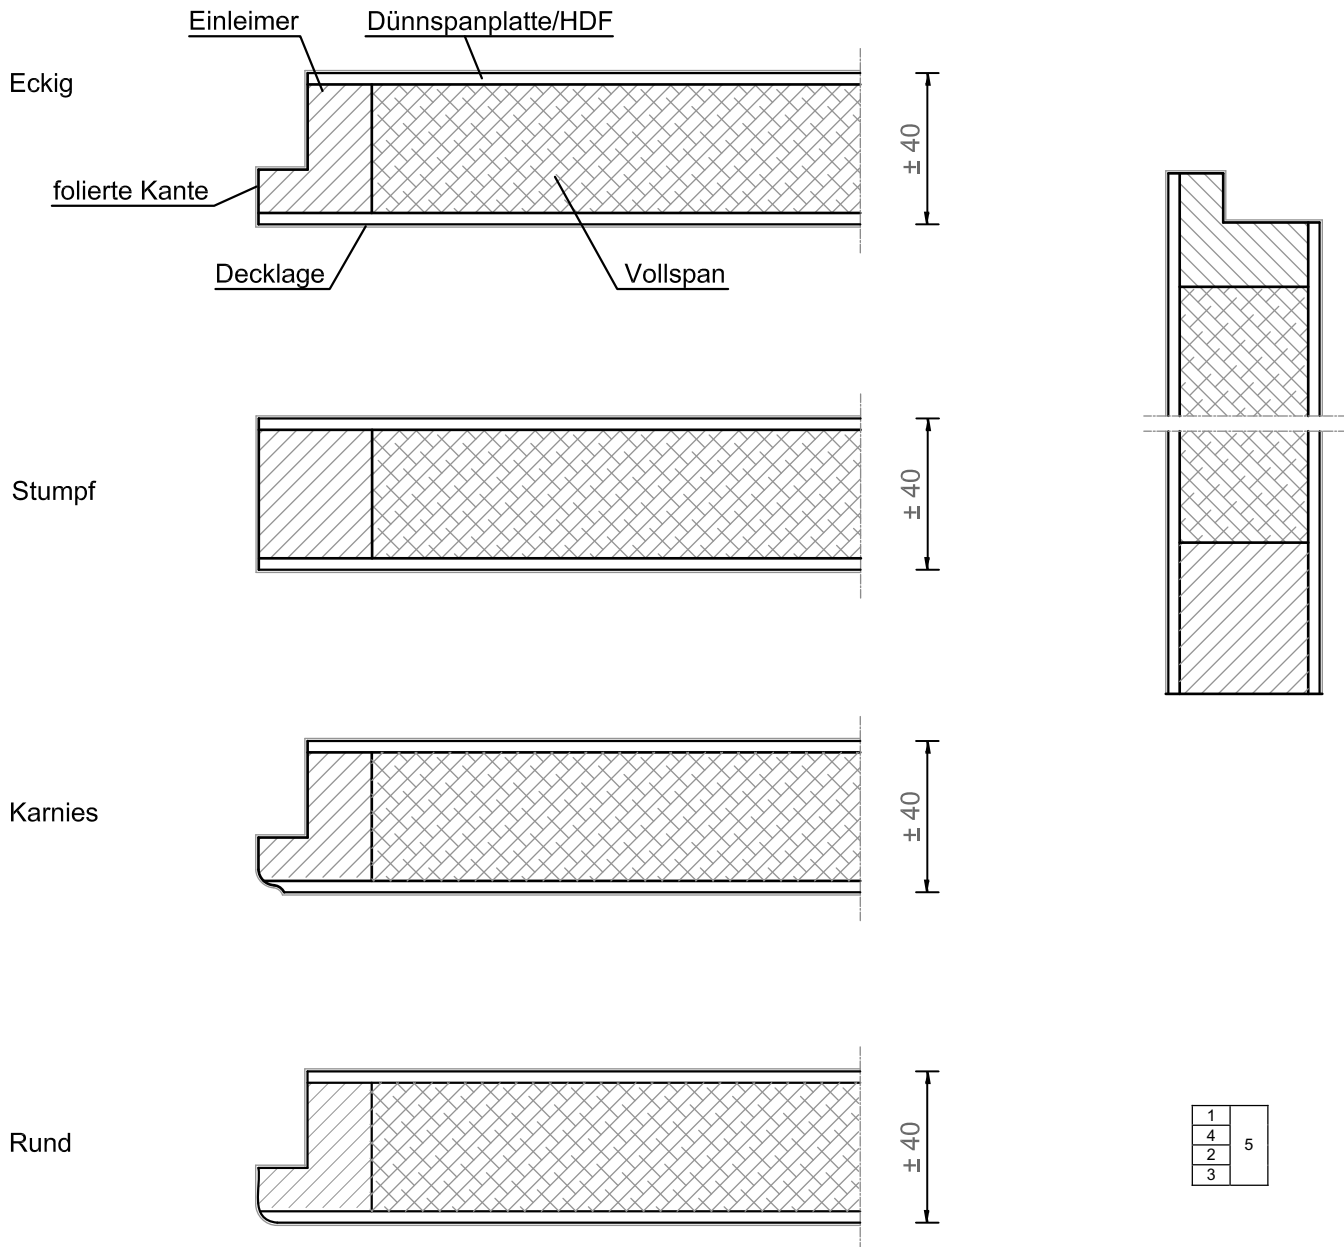 Einleimer
Dünnspanplatte/HDF
Eckig
± 40
folierte Kante
Decklage
Vollspan
Stumpf
± 40
Karnies
± 40
Rund
± 40
1
4
2
3
5